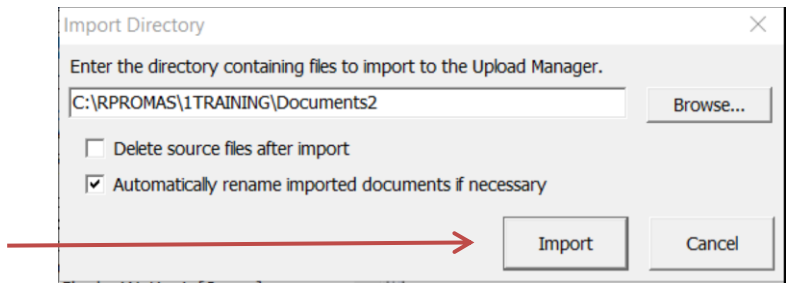 Import Directory
Enter the directory containing files to import to the Upload Manager.
C:\RPROMAS\1TRAINING\Documents2
Browse...
Delete source files after import
Automatically rename imported documents if necessary
Import
Cancel